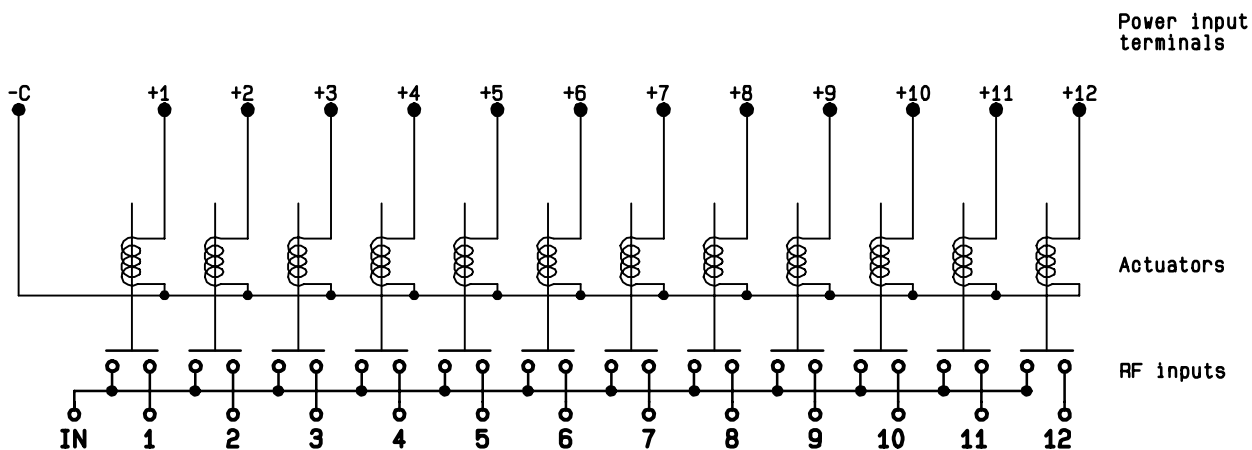 Power input
terminals
-C +1 +2 +3 +4 +5 +6 +7 +8 +9 +10 +11 +12
Actuators
RF inputs
IN 1 2 3 4 5 6 7 8 9 10 11 12